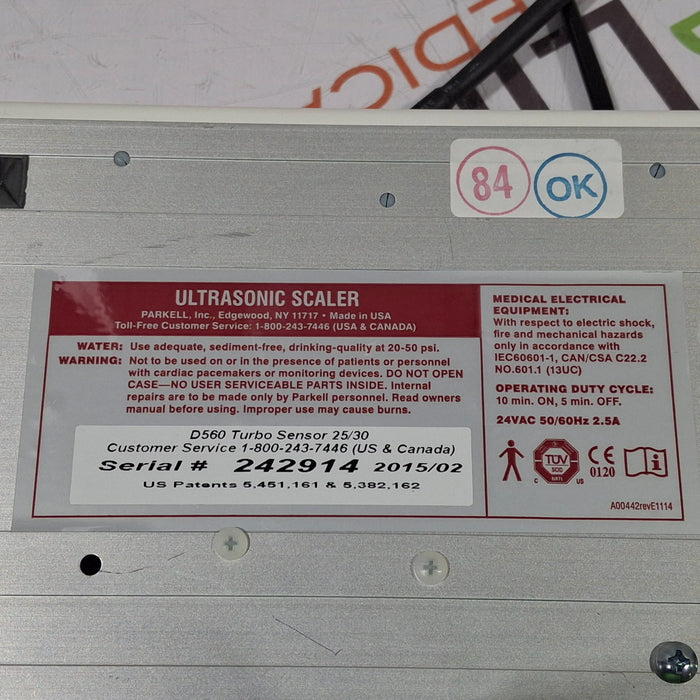 EDICA
84 OK
ULTRASONIC SCALER
PARKELL, Inc., Edgewood, NY 11717 • Made in USA
Toll-Free Customer Service: 1-800-243-7446 (USA & CANADA)
WATER: Use adequate, sediment-free, drinking-quality at 20-50 psi.
WARNING: Not to be used on or in the presence of patients or personnel
with cardiac pacemakers or monitoring devices. DO NOT OPEN
CASE—NO USER SERVICEABLE PARTS INSIDE. Internal
repairs are to be made only by Parkell personnel. Read owners
manual before using. Improper use may cause burns.
D560 Turbo Sensor 25/30
Customer Service 1-800-243-7446 (US & Canada)
Serial # 242914 2015/02
US Patents 5,451,161 & 5,382,162
MEDICAL ELECTRICAL
EQUIPMENT:
With respect to electric shock,
fire and mechanical hazards
only in accordance with
IEC60601-1, CAN/CSA C22.2
NO.601.1 (13UC)
OPERATING DUTY CYCLE:
10 min. ON, 5 min. OFF.
24VAC 50/60Hz 2.5A
TÜV
C US
CE
0120
i
A00442revE1114